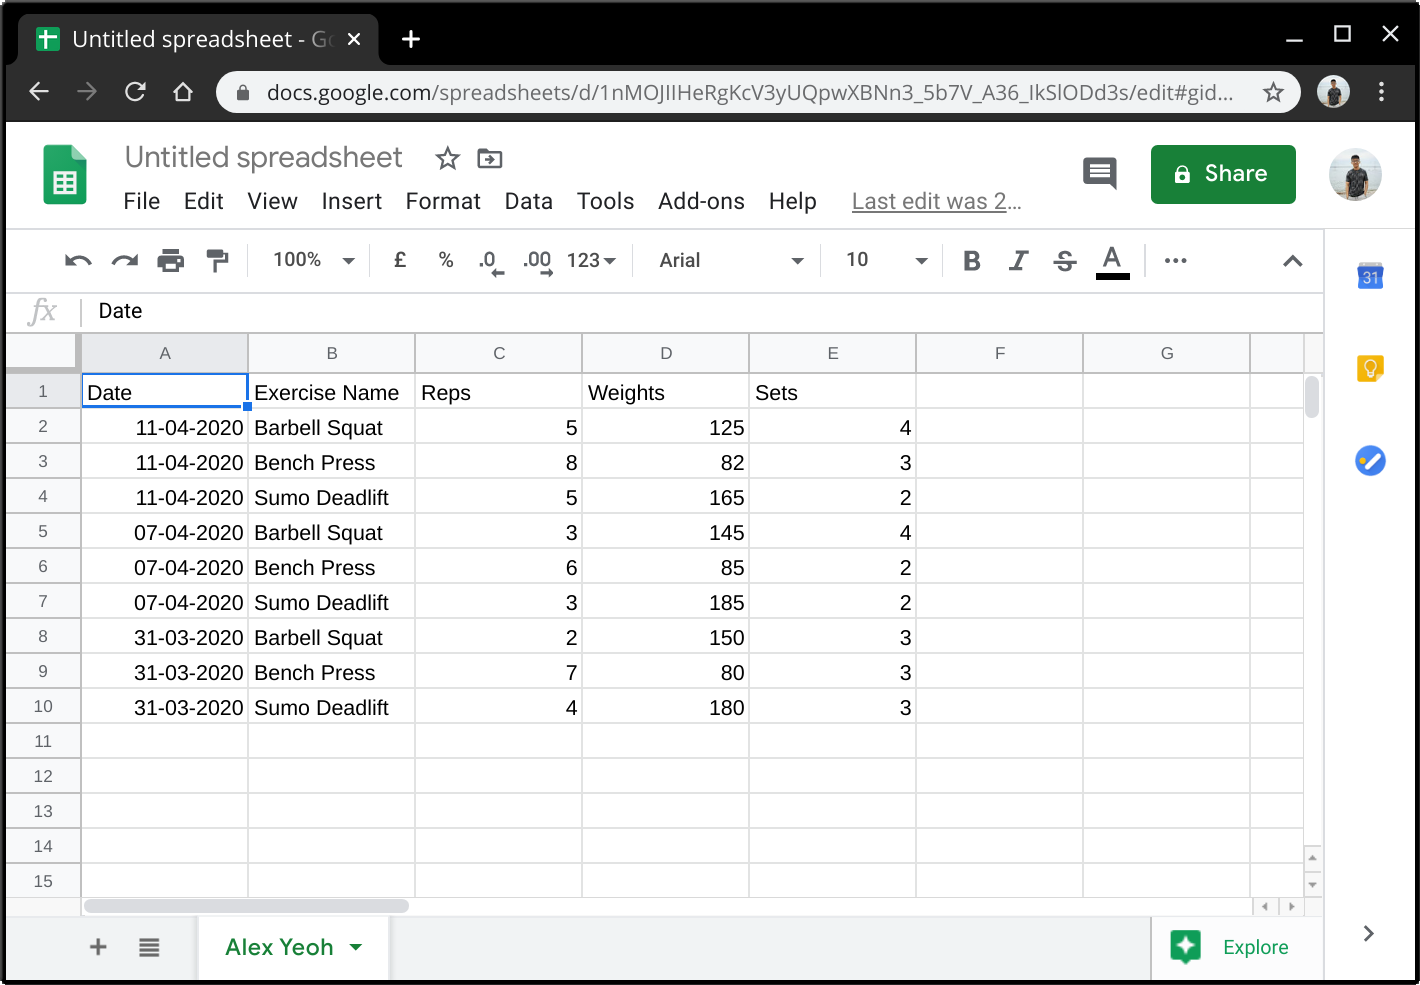 Untitled spreadsheet - Go
docs.google.com/spreadsheets/d/1nMOJIIHeRgKcV3yUQpwXBNn3_5b7V_A36_IkSlODd3s/edit#gid...
Untitled spreadsheet
Share
File Edit View Insert Format Data Tools Add-ons Help Last edit was 2...
100% £ % .0 .00 123 Arial 10 B I S A
31
fx Date
A B C D E F G
1 Date Exercise Name Reps Weights Sets
2 11-04-2020 Barbell Squat 5 125 4
3 11-04-2020 Bench Press 8 82 3
4 11-04-2020 Sumo Deadlift 5 165 2
5 07-04-2020 Barbell Squat 3 145 4
6 07-04-2020 Bench Press 6 85 2
7 07-04-2020 Sumo Deadlift 3 185 2
8 31-03-2020 Barbell Squat 2 150 3
9 31-03-2020 Bench Press 7 80 3
10 31-03-2020 Sumo Deadlift 4 180 3
11
12
13
14
15
Alex Yeoh Explore